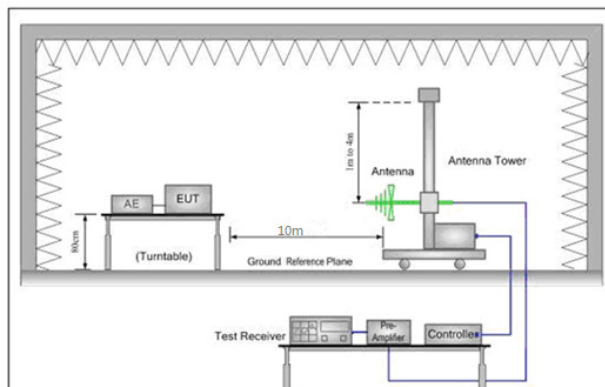 1m to 4m
Antenna
Antenna Tower
AE
EUT
80cm
(Turntable)
10m
Ground Reference Plane
Test Receiver
Pre-
Amplifier
Controller